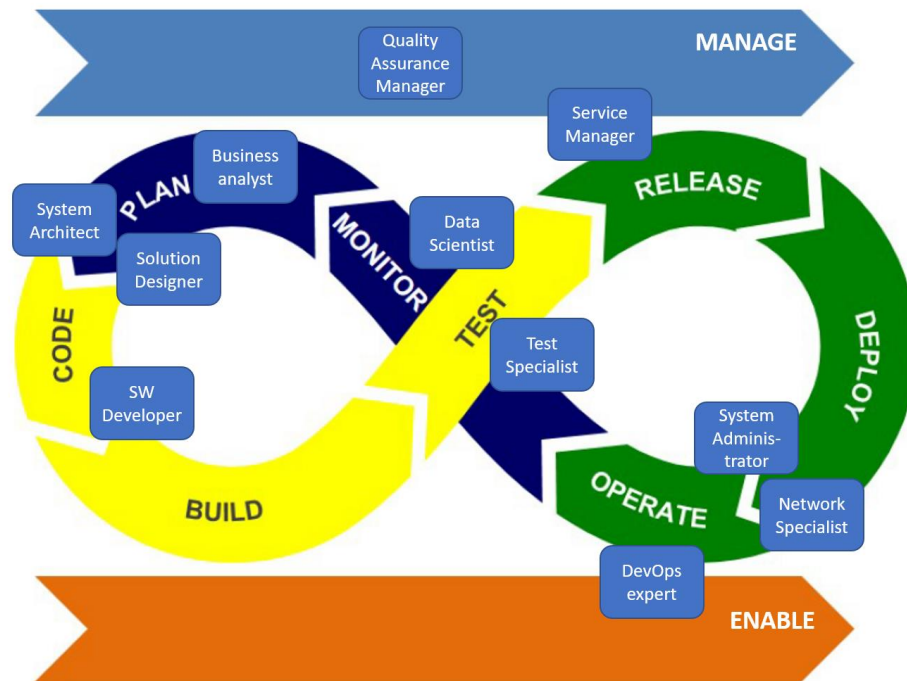 Quality
Assurance
Manager
MANAGE
Service
Manager
Business
analyst
PLAN
RELEASE
System
Architect
Data
Scientist
MONITOR
Solution
Designer
TEST
CODE
DEPLOY
Test
Specialist
SW
Developer
System
Adminis-
trator
BUILD
OPERATE
Network
Specialist
DevOps
expert
ENABLE